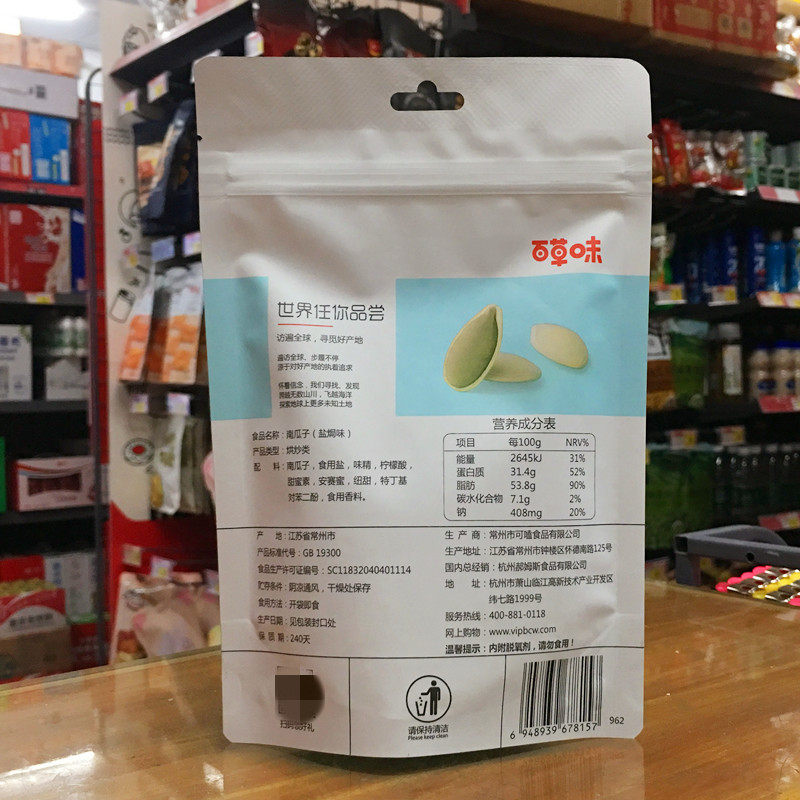 百草味
世界任你品尝
访遍全球，寻觅好产地
遍访全球、步履不停
源于对好产地的执着追求
怀着信念，我们寻找、发现
跨越无数山川，飞越海洋
探索地球上更多未知土地
食品名称：南瓜子（盐焗味）
产品类型：烘炒类
配　料：南瓜子，食用盐，味精，柠檬酸，
甜蜜素，安赛蜜，纽甜，特丁基
对苯二酚，食用香料。
营养成分表
项目 每100g NRV%
能量 2645kJ 31%
蛋白质 31.4g 52%
脂肪 53.8g 90%
碳水化合物 7.1g 2%
钠 408mg 20%
产　地：江苏省常州市
产品标准代号：GB 19300
食品生产许可证编号：SC11832040401114
贮存条件：阴凉通风，干燥处保存
食用方法：开袋即食
生产日期：见包装封口处
保 质 期：240天
生 产 商：常州市可嗑食品有限公司
生产地址：江苏省常州市钟楼区怀德南路125号
国内总经销：杭州郝姆斯食品有限公司
地　址：杭州市萧山临江高新技术产业开发区
纬七路1999号
服务热线：400-881-0118
网上购物：www.vipbcw.com
温馨提示：内附脱氧剂，请勿食用！
请保持清洁
Please keep clean
6 948939 678157
962